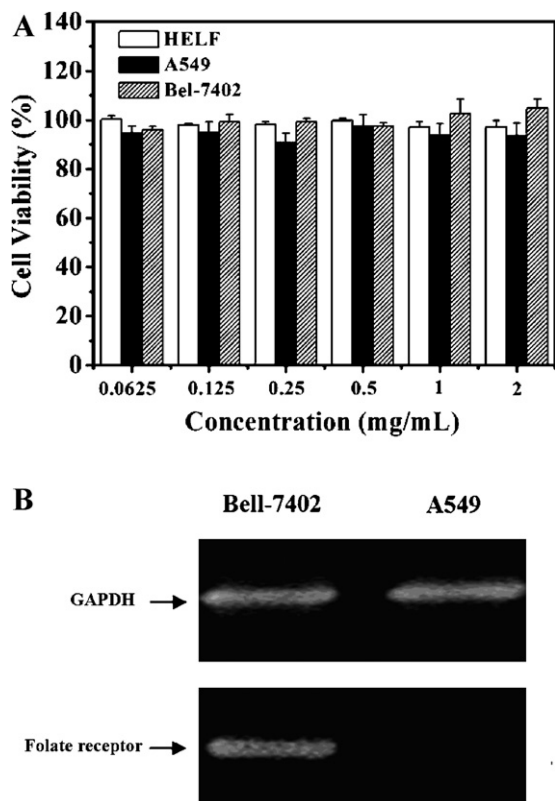 A
HELF
A549
Bel-7402
Cell Viability (%)
140
120
100
80
60
40
20
0
0.0625 0.125 0.25 0.5 1 2
Concentration (mg/mL)
B
Bell-7402 A549
GAPDH
Folate receptor